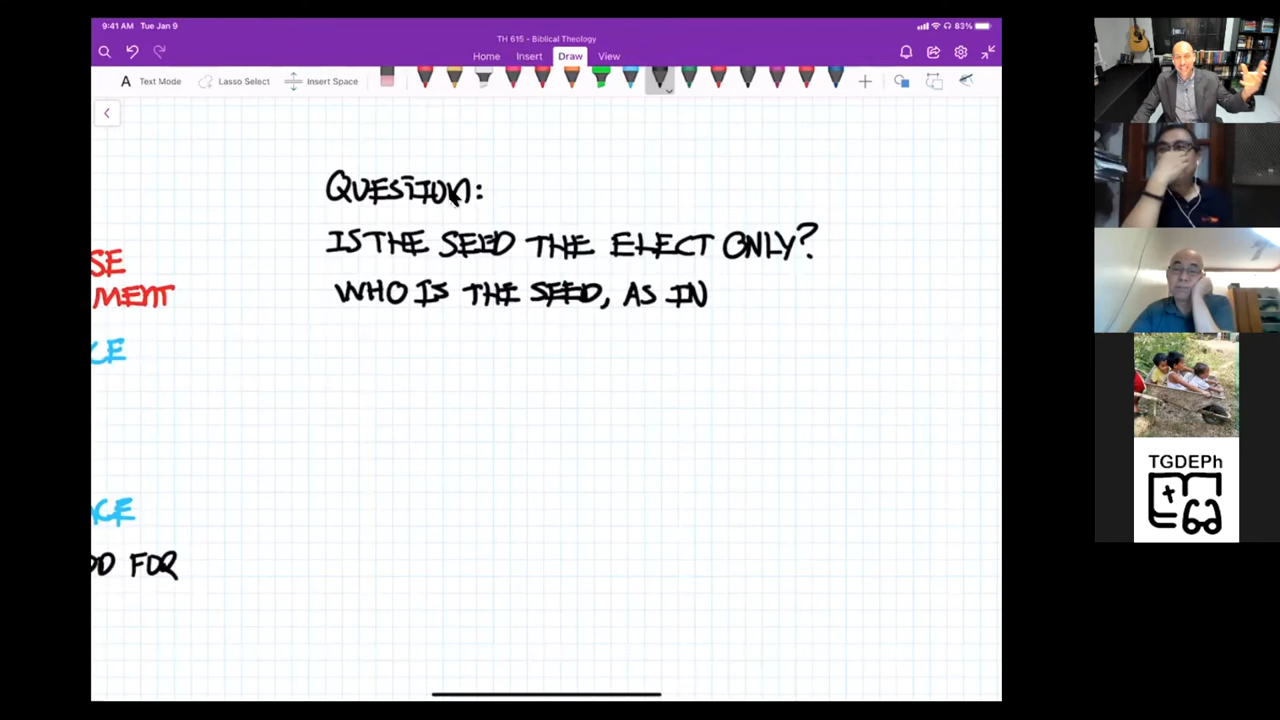 9:41 AM Tue Jan 9
83%
TH 615 - Biblical Theology
Home Insert Draw View
Text Mode Lasso Select Insert Space
QUESTION:
IS THE SEED THE ELECT ONLY?
WHO IS THE SEED, AS IN
SE
MENT
CE
CE
OD FOR
TGDEPh